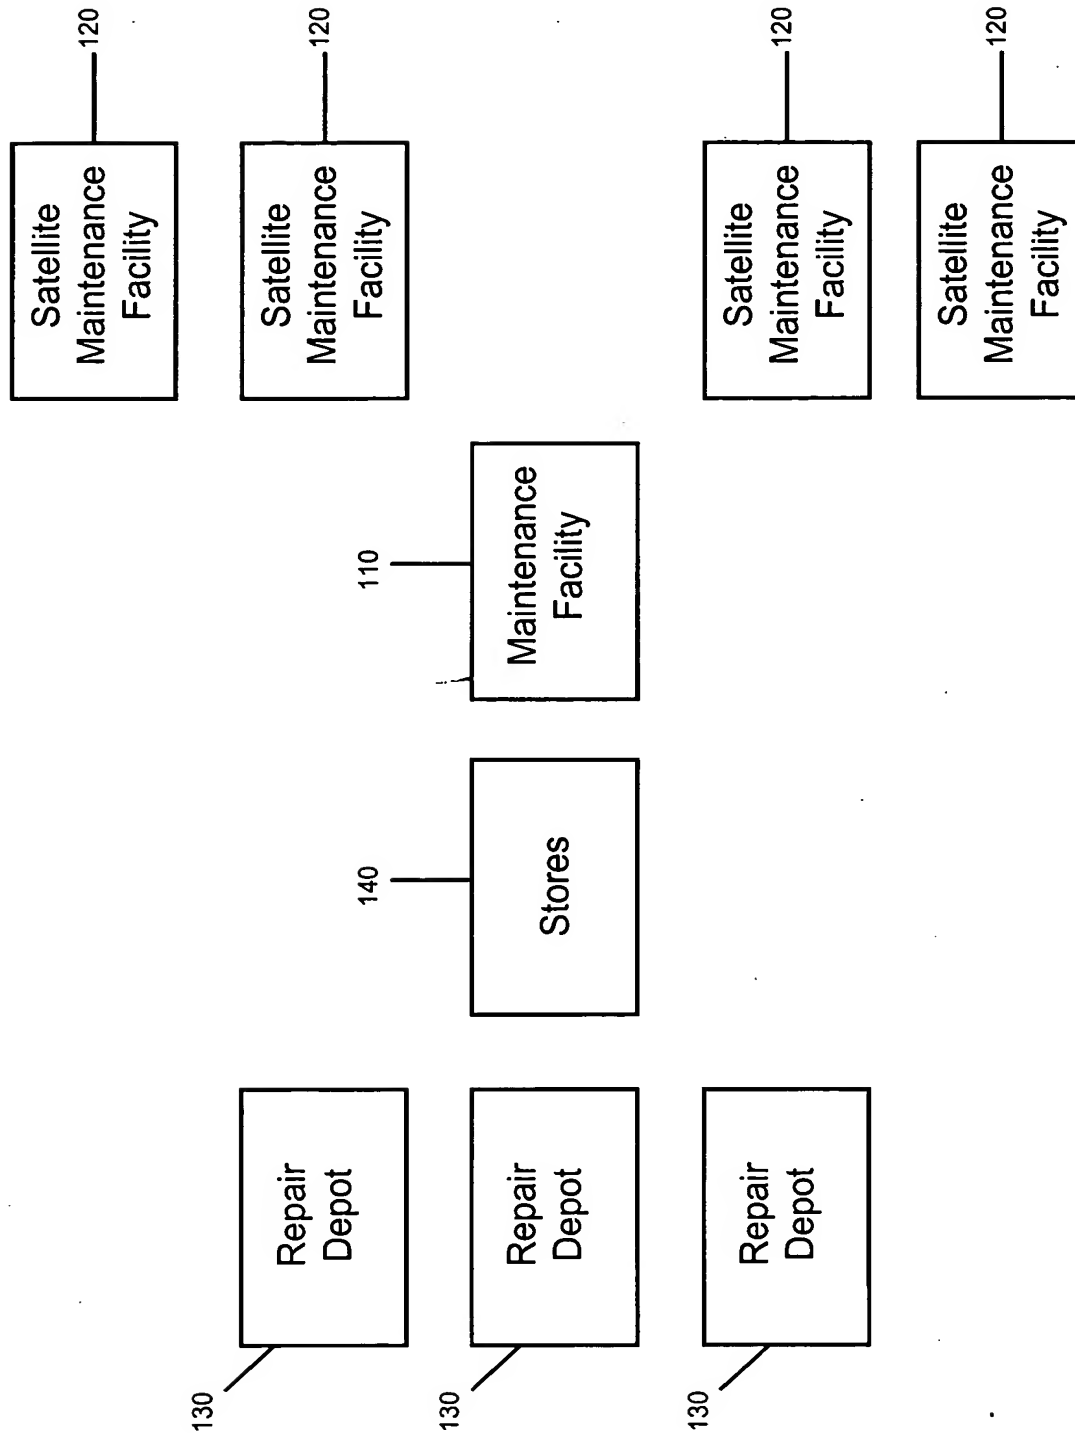 Satellite
Maintenance
Facility
120
130
Repair
Depot
Satellite
Maintenance
Facility
120
140
110
130
Repair
Depot
Stores
Maintenance
Facility
130
Repair
Depot
Satellite
Maintenance
Facility
120
Satellite
Maintenance
Facility
120